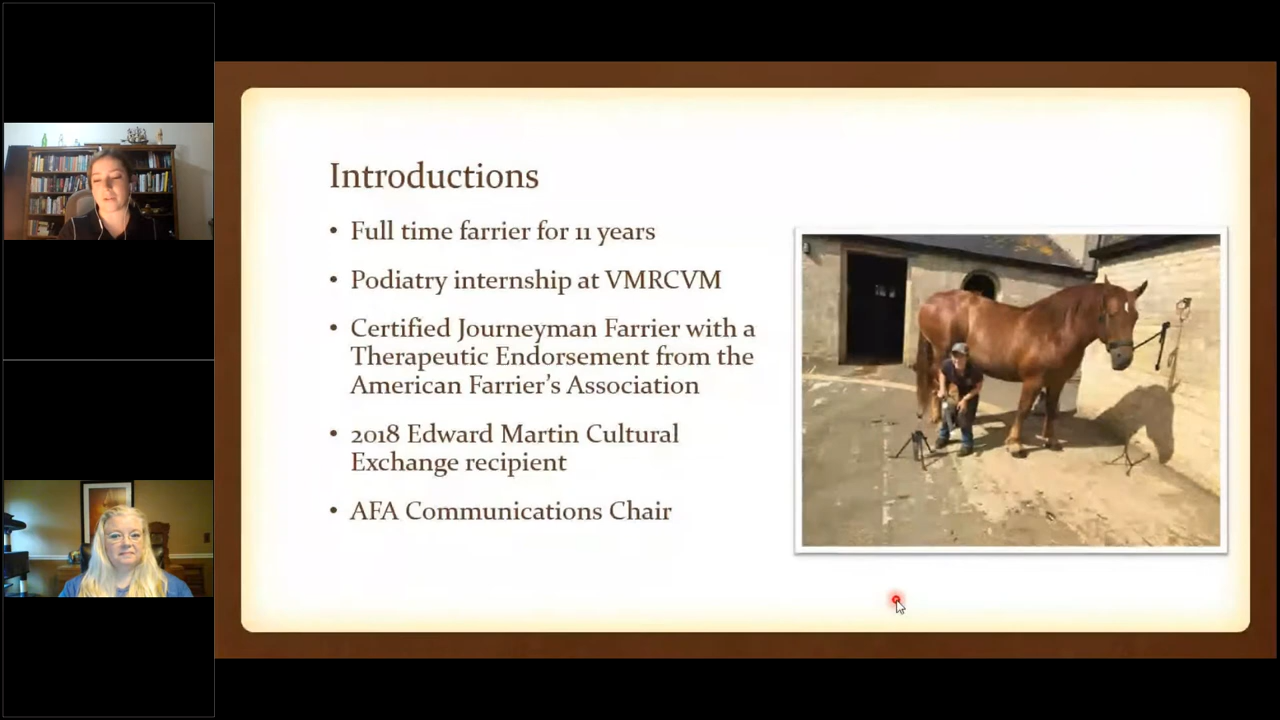 Introductions
• Full time farrier for 11 years
• Podiatry internship at VMRCVM
• Certified Journeyman Farrier with a
Therapeutic Endorsement from the
American Farrier’s Association
• 2018 Edward Martin Cultural
Exchange recipient
• AFA Communications Chair